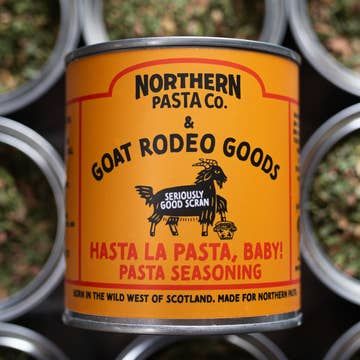 NORTHERN
PASTA CO.
&
GOAT RODEO GOODS
SERIOUSLY
GOOD SCRAN
HASTA LA PASTA, BABY!
PASTA SEASONING
BORN IN THE WILD WEST OF SCOTLAND. MADE FOR NORTHERN PASTA